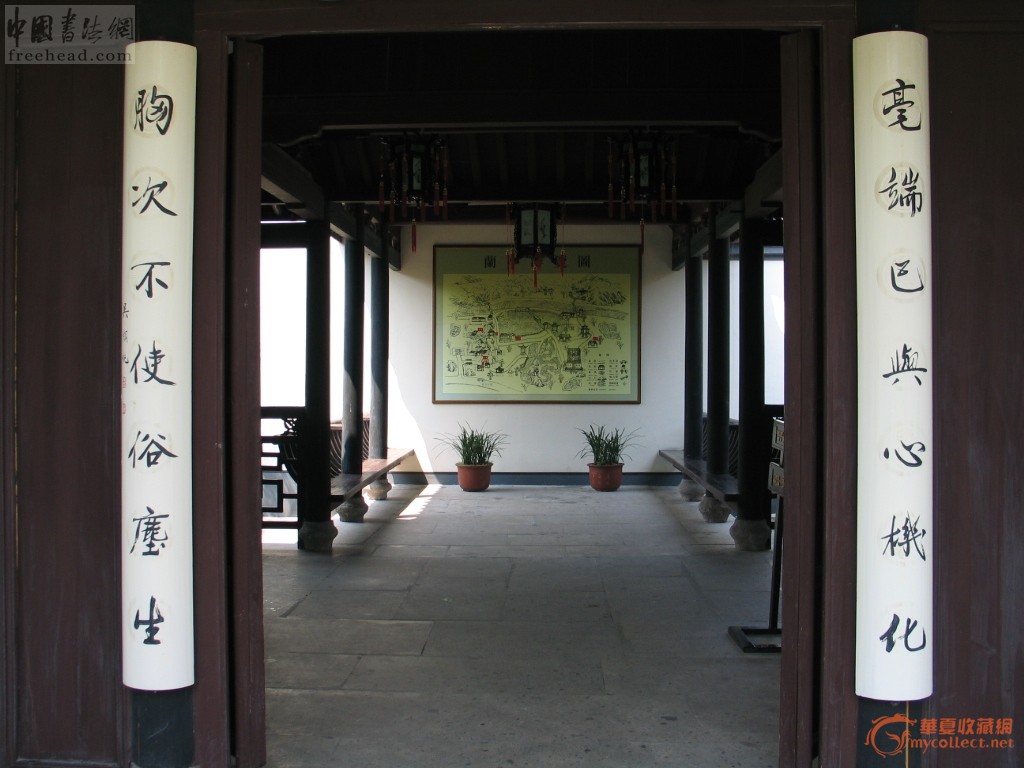 中國書法網
freehead.com
毫端已與心機化
胸次不使俗塵生
蘭 圖
華夏收藏網
mycollect.net